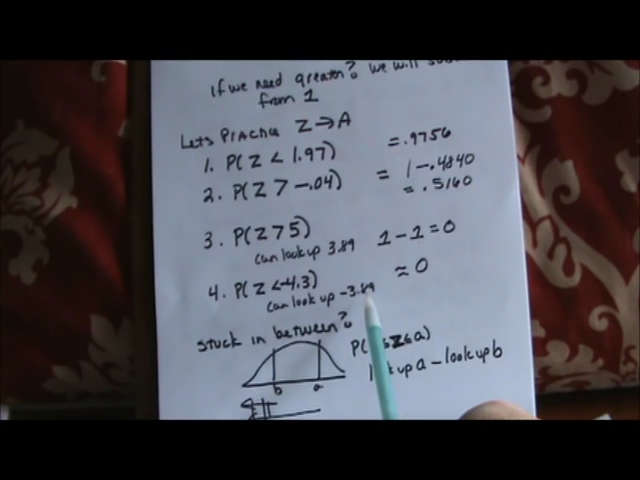 If we need greater? we will
from 1
Lets Practice Z→A
1. P(Z < 1.97) = .9756
2. P(Z > -.04) = 1-.4840
= .5160
3. P(Z > 5) 1 - 1 = 0
can look up 3.89
4. P(Z < -4.3) ≈ 0
can look up -3.89
Stuck in between?
P( ≤ Z ≤ a)
look up a - look up b
b a